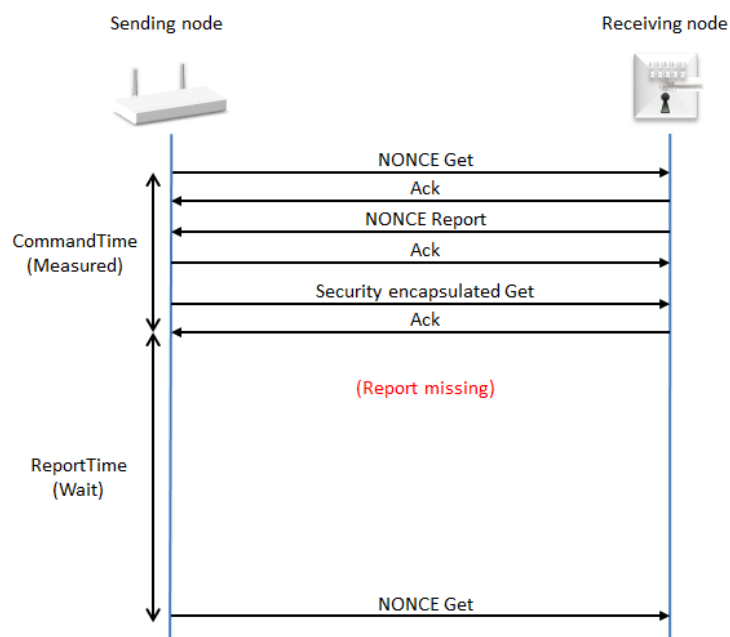 Sending node
Receiving node
NONCE Get
Ack
NONCE Report
CommandTime
(Measured)
Ack
Security encapsulated Get
Ack
(Report missing)
ReportTime
(Wait)
NONCE Get